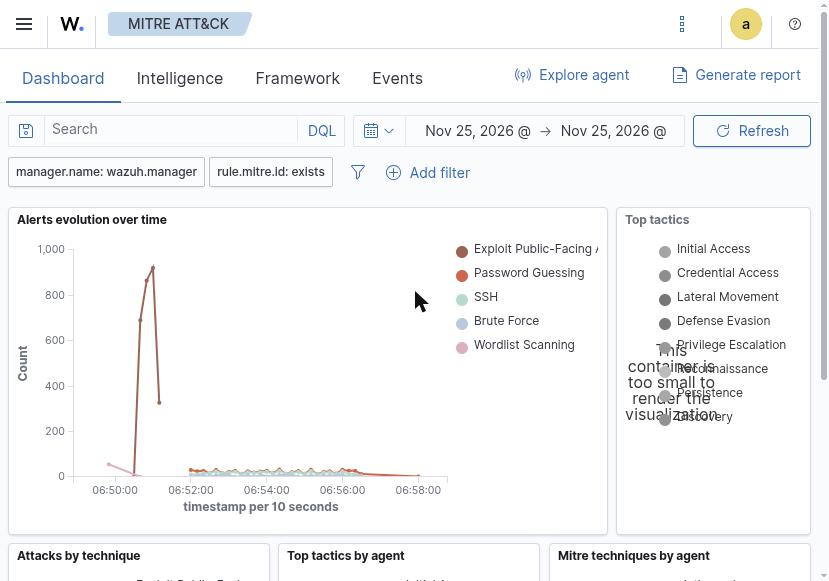 W.
MITRE ATT&CK
a
Dashboard
Intelligence
Framework
Events
Explore agent
Generate report
Search
DQL
Nov 25, 2026 @
Nov 25, 2026 @
Refresh
manager.name: wazuh.manager
rule.mitre.id: exists
Add filter
Alerts evolution over time
1,000
800
600
400
200
0
Count
06:50:00
06:52:00
06:54:00
06:56:00
06:58:00
timestamp per 10 seconds
Exploit Public-Facing
Password Guessing
SSH
Brute Force
Wordlist Scanning
Top tactics
Initial Access
Credential Access
Lateral Movement
Defense Evasion
Privilege Escalation
Reconnaissance
Persistence
Discovery
This
container is
too small to
render the
visualization
Attacks by technique
Top tactics by agent
Mitre techniques by agent